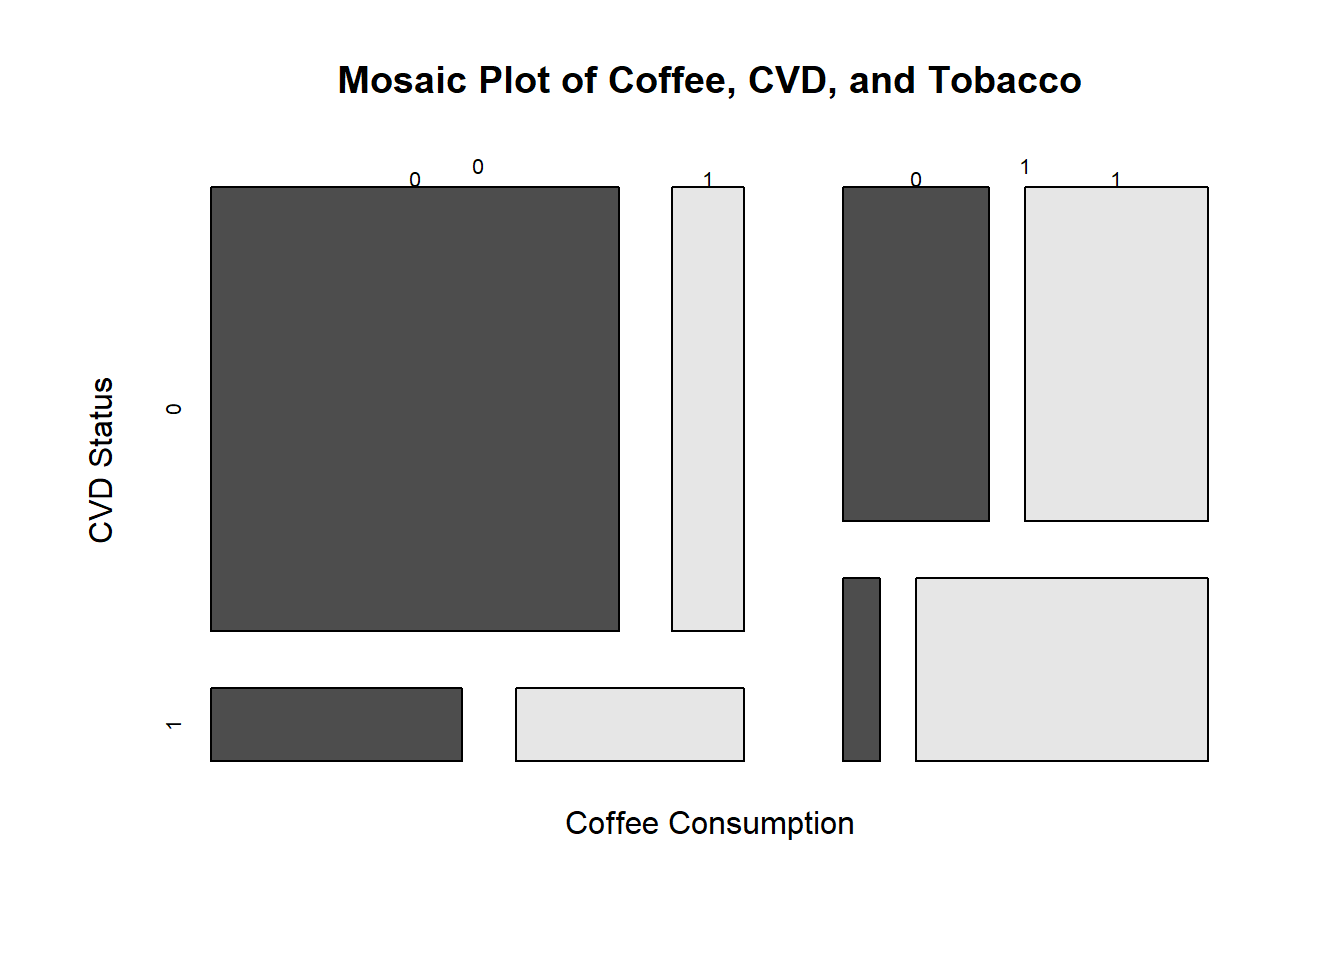 Mosaic Plot of Coffee, CVD, and Tobacco
0 1
0 1 0 1
CVD Status
0
1
Coffee Consumption